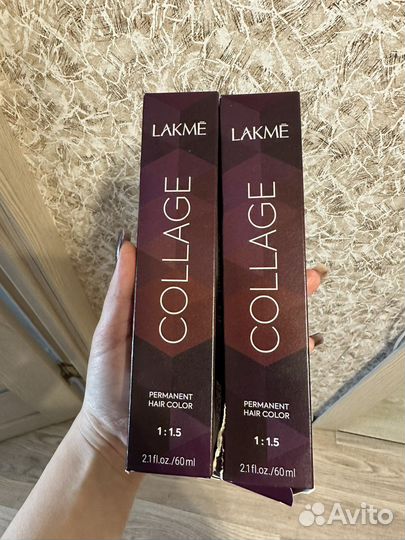 LAKMĒ
COLLAGE
PERMANENT
HAIR COLOR
1:1.5
2.1fl.oz./60ml
LAKMĒ
COLLAGE
PERMANENT
HAIR COLOR
1:1.5
2.1fl.oz./60ml
Avito